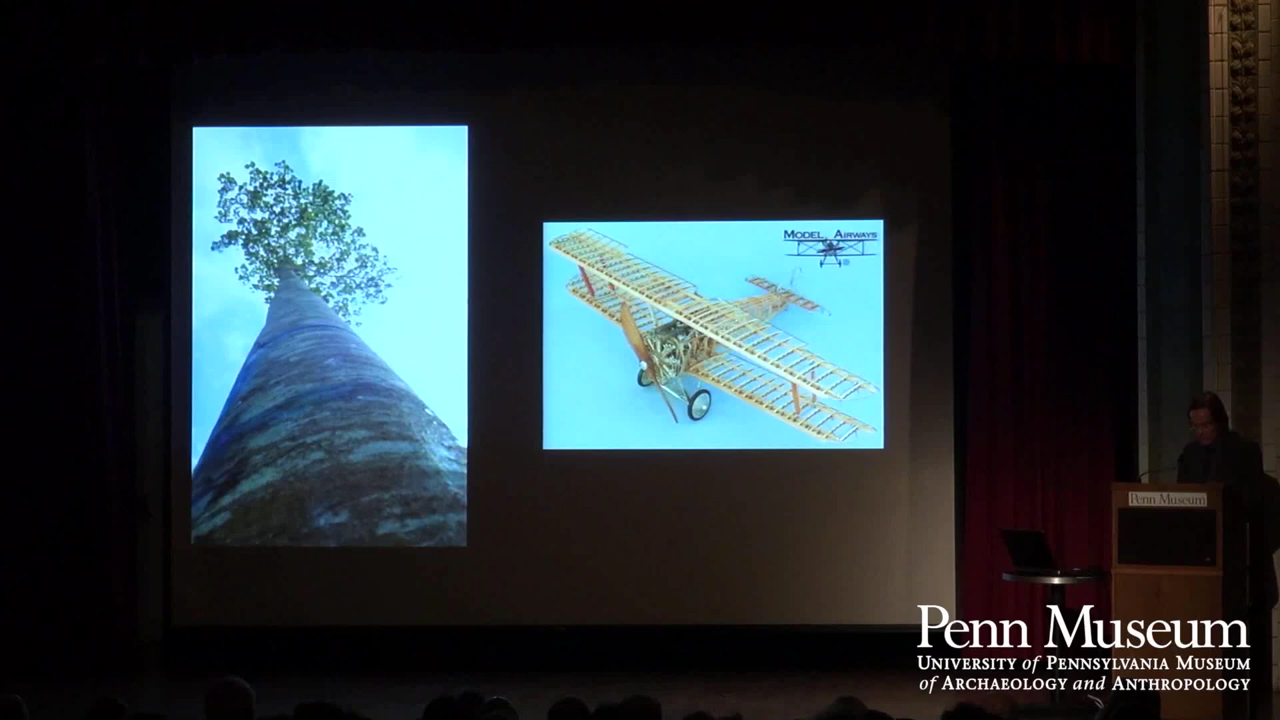 MODEL AIRWAYS
Penn Museum
Penn Museum
UNIVERSITY of PENNSYLVANIA MUSEUM
of ARCHAEOLOGY and ANTHROPOLOGY